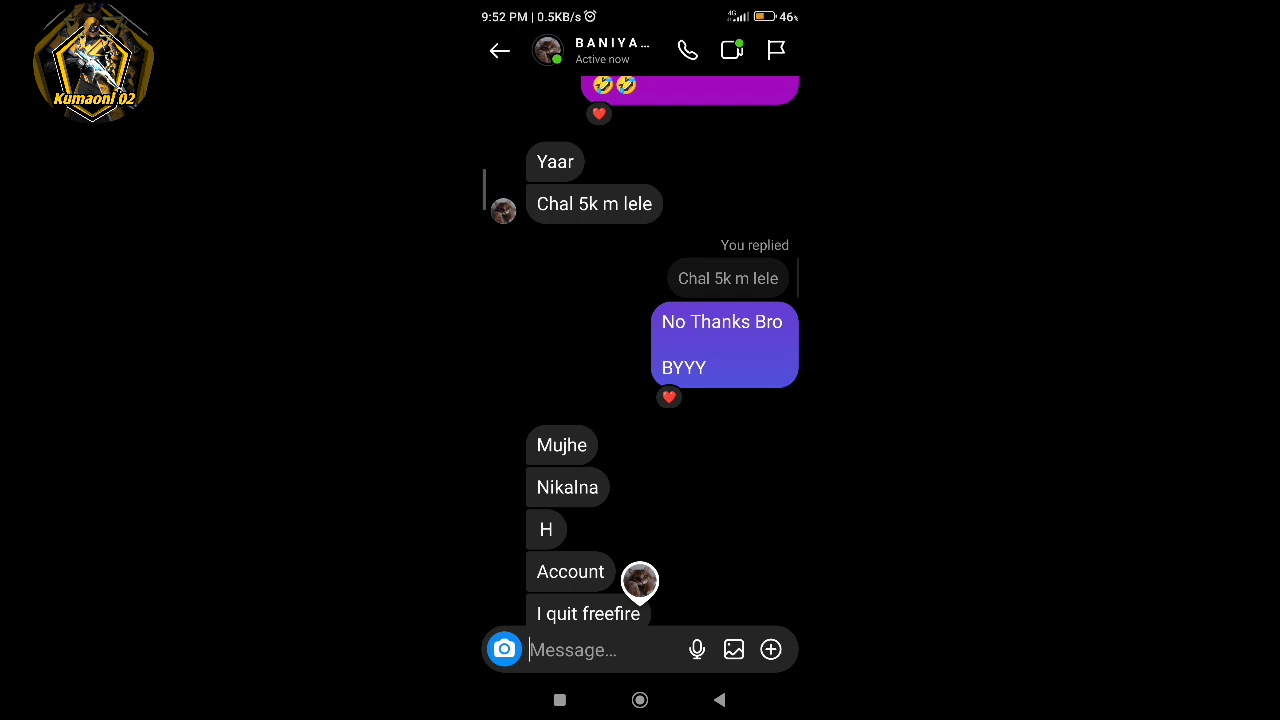 Kumaoni 02
9:52 PM | 0.5KB/s
4G
46%
BANIYA...
Active now
🤣🤣
❤️
Yaar
Chal 5k m lele
You replied
Chal 5k m lele
No Thanks Bro
BYYY
❤️
Mujhe
Nikalna
H
Account
I quit freefire
Message...